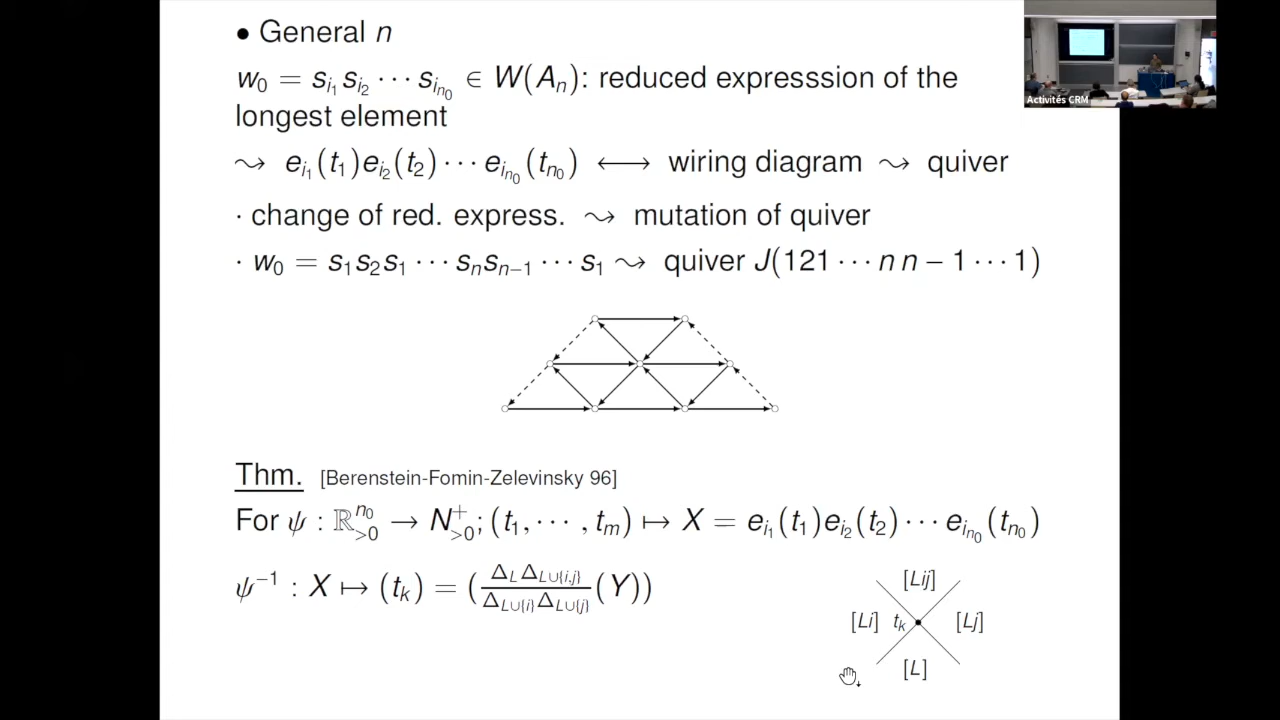 • General n
w₀ = s_{i₁}s_{i₂} ··· s_{i_{n₀}} ∈ W(A_n): reduced expresssion of the
longest element
⇝ e_{i₁}(t₁)e_{i₂}(t₂) ··· e_{i_{n₀}}(t_{n₀}) ⟷ wiring diagram ⇝ quiver
· change of red. express. ⇝ mutation of quiver
· w₀ = s₁s₂s₁ ··· s_n s_{n−1} ··· s₁ ⇝ quiver J(121 ··· n n − 1 ··· 1)
Thm. [Berenstein-Fomin-Zelevinsky 96]
For ψ : ℝ^{n₀}_{>0} → N^+_{>0}; (t₁, ··· , t_m) ↦ X = e_{i₁}(t₁)e_{i₂}(t₂) ··· e_{i_{n₀}}(t_{n₀})
ψ^{−1} : X ↦ (t_k) = (\frac{Δ_L Δ_{L∪{i,j}}}{Δ_{L∪{i}}Δ_{L∪{j}}}(Y))
[Lij]
[Li] t_k [Lj]
[L]
Activités CRM